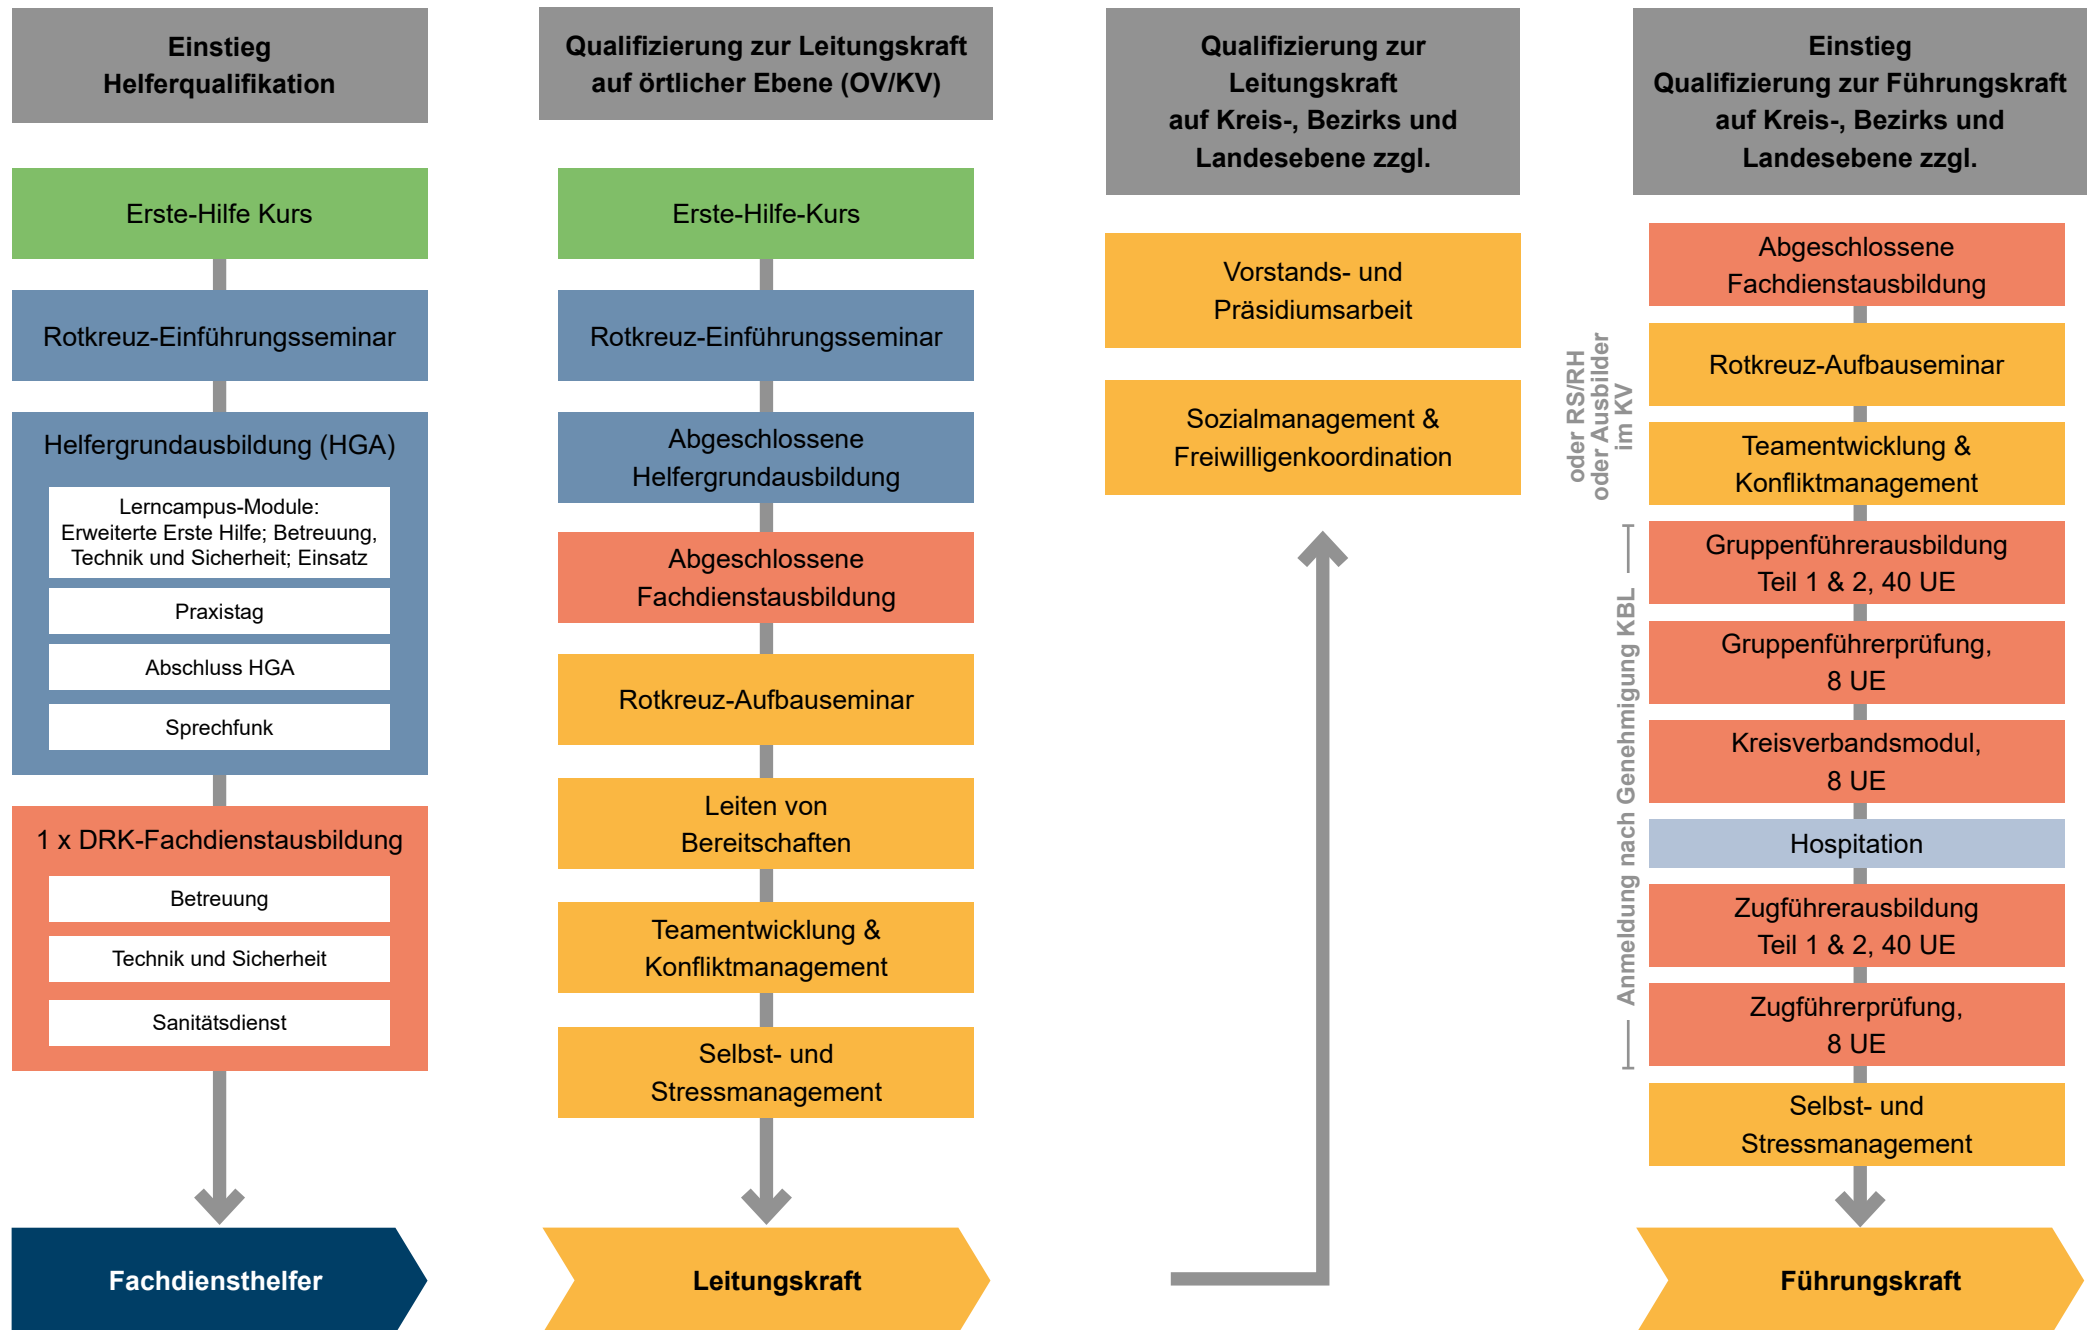 Einstieg
Helferqualifikation
Erste-Hilfe Kurs
Rotkreuz-Einführungsseminar
Helfergrundausbildung (HGA)
Lerncampus-Module:
Erweiterte Erste Hilfe; Betreuung,
Technik und Sicherheit; Einsatz
Praxistag
Abschluss HGA
Sprechfunk
1 x DRK-Fachdienstausbildung
Betreuung
Technik und Sicherheit
Sanitätsdienst
Fachdiensthelfer
Qualifizierung zur Leitungskraft
auf örtlicher Ebene (OV/KV)
Erste-Hilfe-Kurs
Rotkreuz-Einführungsseminar
Abgeschlossene
Helfergrundausbildung
Abgeschlossene
Fachdienstausbildung
Rotkreuz-Aufbauseminar
Leiten von
Bereitschaften
Teamentwicklung &
Konfliktmanagement
Selbst- und
Stressmanagement
Leitungskraft
Qualifizierung zur
Leitungskraft
auf Kreis-, Bezirks und
Landesebene zzgl.
Vorstands- und
Präsidiumsarbeit
Sozialmanagement &
Freiwilligenkoordination
Einstieg
Qualifizierung zur Führungskraft
auf Kreis-, Bezirks und
Landesebene zzgl.
oder RS/RH
oder Ausbilder
im KV
Anmeldung nach Genehmigung KBL
Abgeschlossene
Fachdienstausbildung
Rotkreuz-Aufbauseminar
Teamentwicklung &
Konfliktmanagement
Gruppenführerausbildung
Teil 1 & 2, 40 UE
Gruppenführerprüfung,
8 UE
Kreisverbandsmodul,
8 UE
Hospitation
Zugführerausbildung
Teil 1 & 2, 40 UE
Zugführerprüfung,
8 UE
Selbst- und
Stressmanagement
Führungskraft